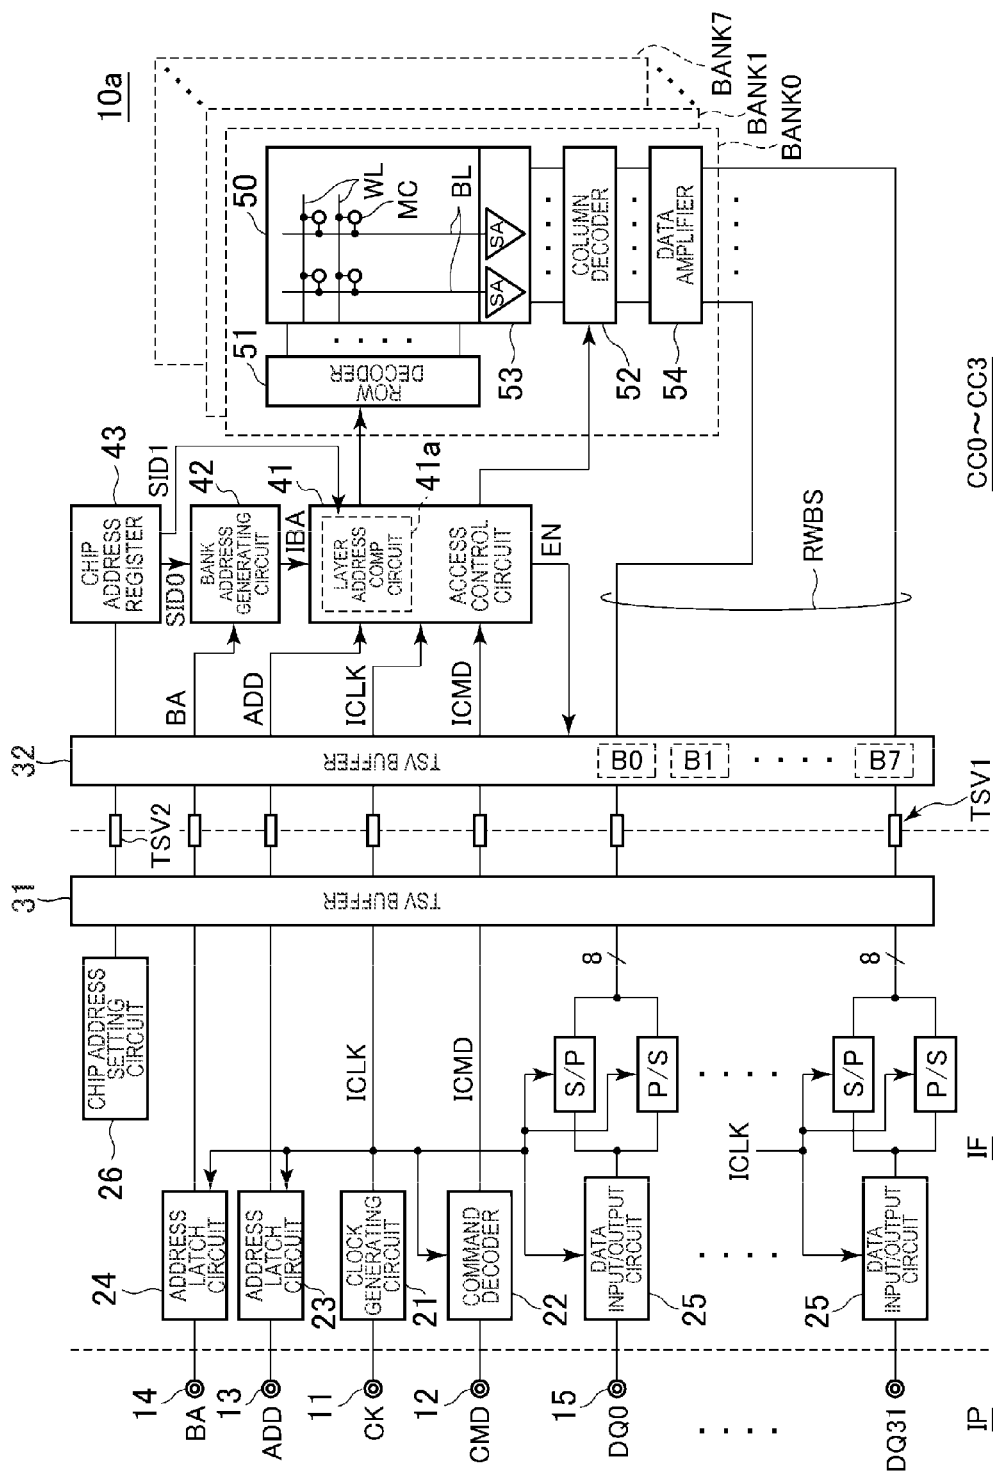 10a
BANK7
BANK1
BANK0
50
WL
MC
BL
SA
SA
51
ROW
DECODER
53
COLUMN
DECODER
52
DATA
AMPLIFIER
54
CC0~CC3
43
CHIP
ADDRESS
REGISTER
SID1
SID0
42
BANK
ADDRESS
GENERATING
CIRCUIT
IBA
41
LAYER
ADDRESS
COMP
CIRCUIT
41a
ACCESS
CONTROL
CIRCUIT
EN
RWBS
BA
ADD
ICLK
ICMD
32
TSV BUFFER
B0
B1
B7
TSV2
TSV1
31
TSV BUFFER
8
8
CHIP ADDRESS
SETTING
CIRCUIT
26
ICLK
ICMD
S/P
P/S
ICLK
S/P
P/S
IF
24
ADDRESS
LATCH
CIRCUIT
ADDRESS
LATCH
CIRCUIT
23
CLOCK
GENERATING
CIRCUIT
21
COMMAND
DECODER
22
DATA
INPUT/OUTPUT
CIRCUIT
25
DATA
INPUT/OUTPUT
CIRCUIT
25
14
BA
13
ADD
11
CK
12
CMD
15
DQ0
DQ31
IP